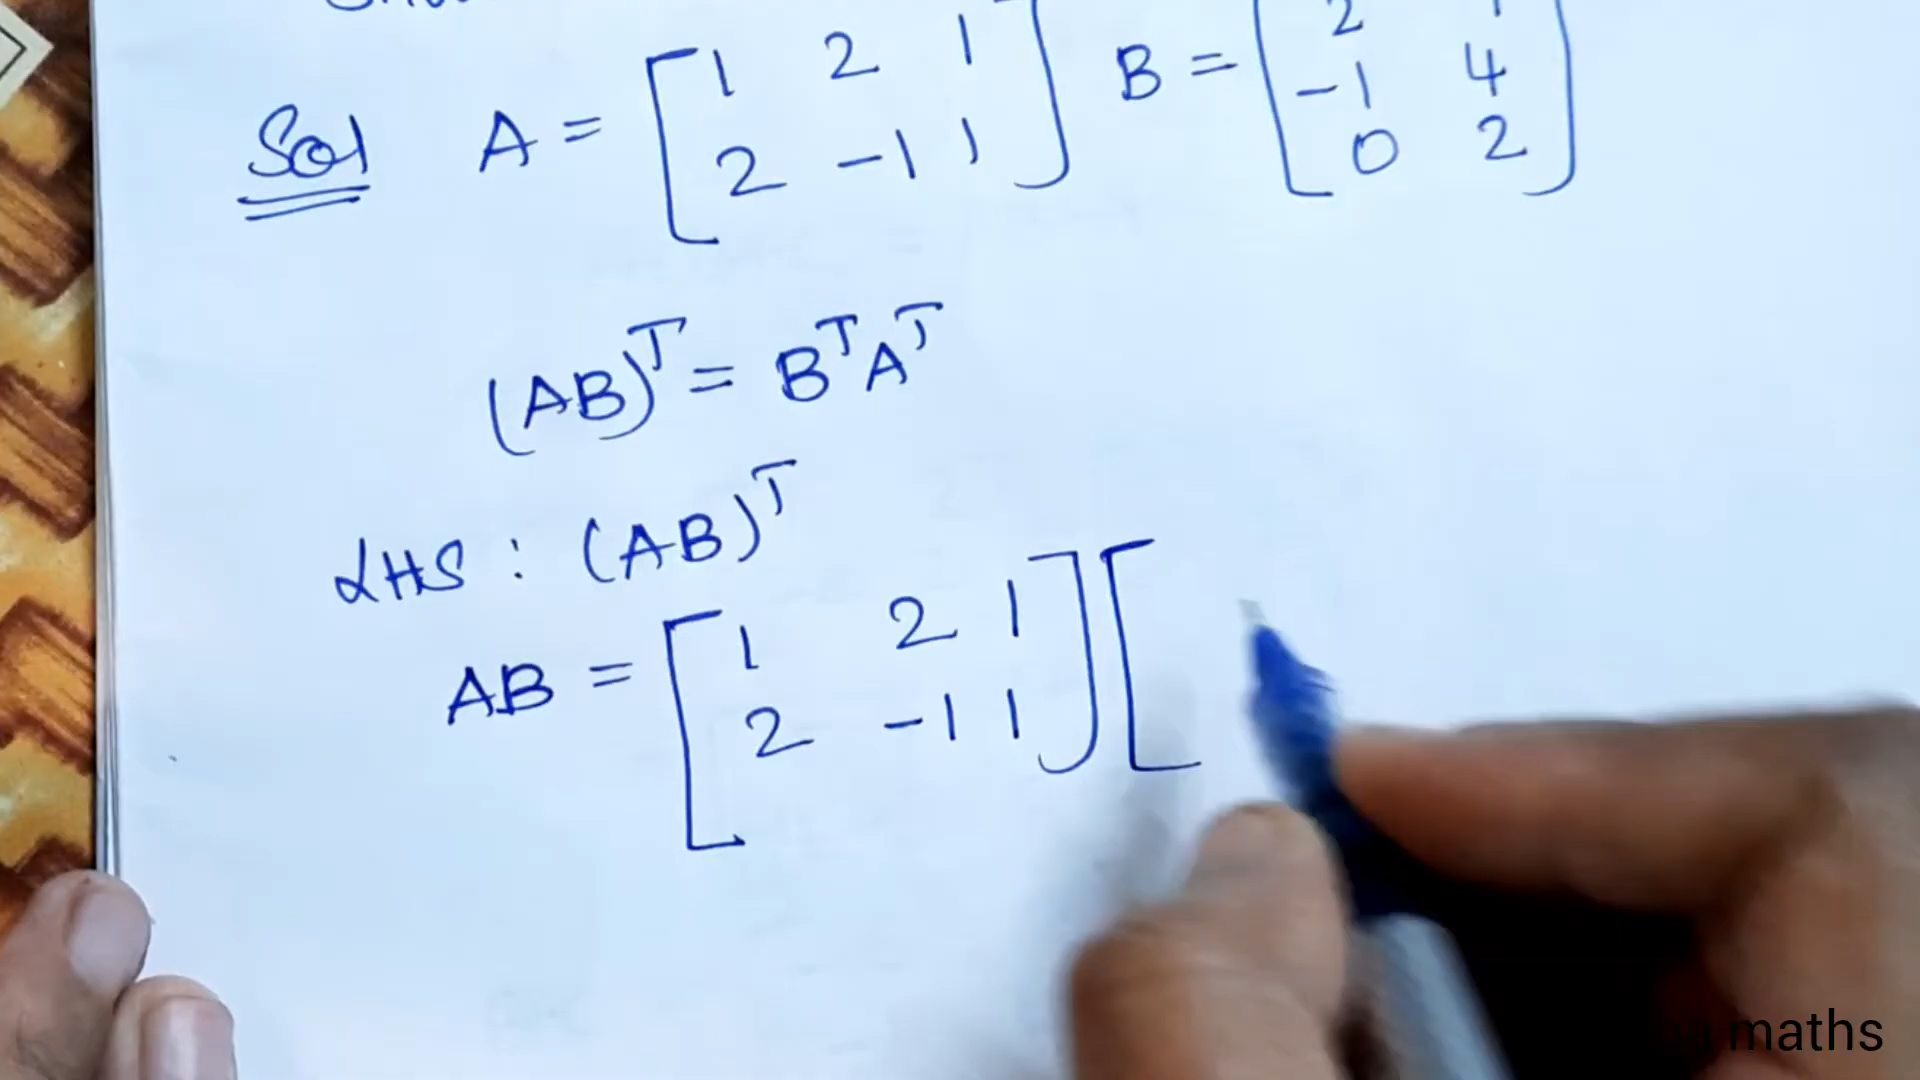 Sol A = [1 2 1 B = [2
2 -1 1] -1 4
0 2]
(AB)ᵀ = BᵀAᵀ
LHS : (AB)ᵀ
AB = [1 2 1
2 -1 1] [
maths